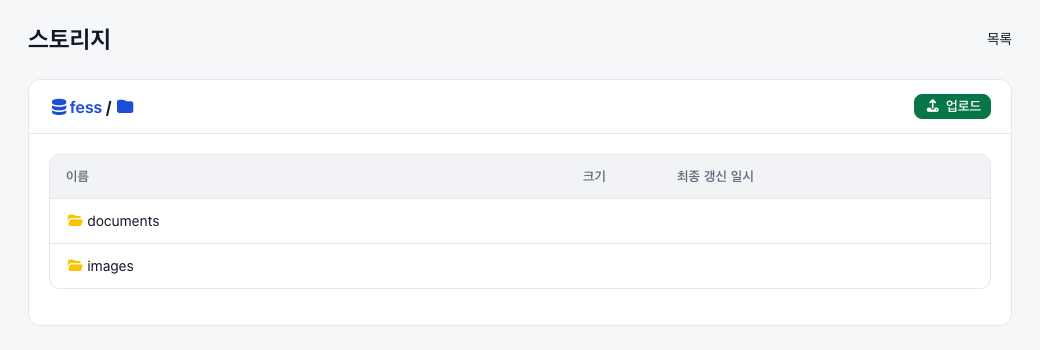 스토리지
목록
fess /
업로드
이름 크기 최종 갱신 일시
documents
images